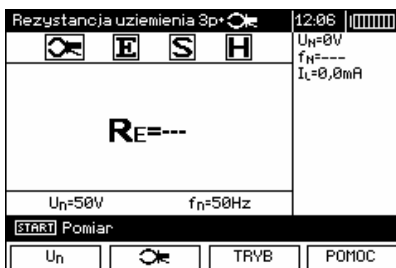 Rezystancja uziemienia 3p+ 12:06
E S H
UN=0V
fN=---
IL=0,0mA
RE=---
Un=50V fn=50Hz
START Pomiar
Un TRYB POMOC